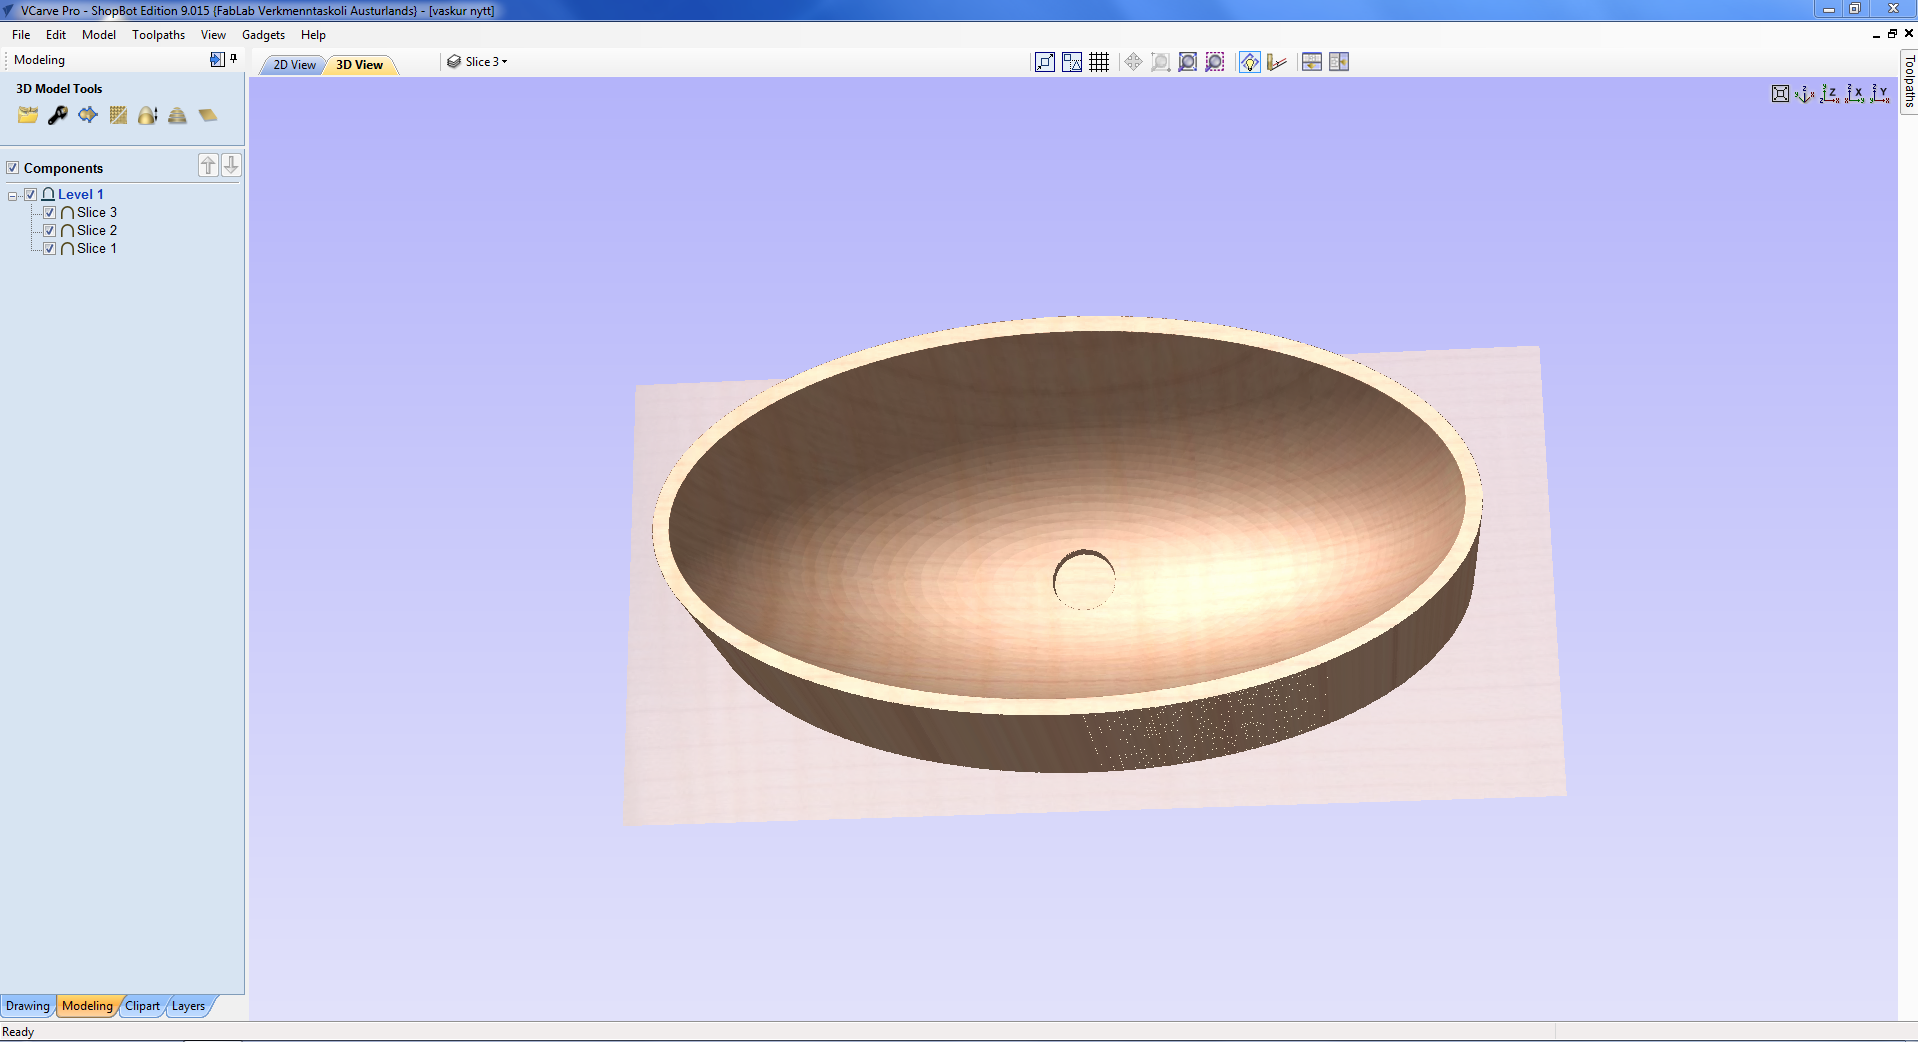 VCarve Pro - ShopBot Edition 9.015 {FabLab Verkmenntaskoli Austurlands} - [vaskur nytt]
File Edit Model Toolpaths View Gadgets Help
Modeling
2D View 3D View Slice 3
3D Model Tools
Toolpaths
Components
Level 1
Slice 3
Slice 2
Slice 1
Drawing Modeling Clipart Layers
Ready